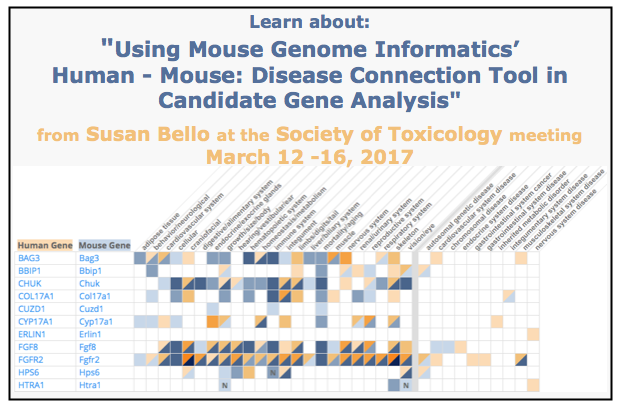 Learn about:
"Using Mouse Genome Informatics’
Human - Mouse: Disease Connection Tool in
Candidate Gene Analysis"
from Susan Bello at the Society of Toxicology meeting
March 12 -16, 2017
adipose tissue
behavior/neurological
cardiovascular system
cellular
craniofacial
digestive/alimentary system
endocrine/exocrine glands
growth/size/body
hearing/vestibular/ear
hematopoietic system
homeostasis/metabolism
immune system
integument
limbs/digits/tail
liver/biliary system
mortality/aging
muscle
nervous system
renal/urinary system
reproductive system
respiratory system
skeleton
vision/eye
autosomal genetic disease
cardiovascular system disease
chromosomal disease
endocrine system disease
gastrointestinal system cancer
gastrointestinal system disease
inherited metabolic disorder
integumentary system disease
musculoskeletal system disease
nervous system disease
Human Gene Mouse Gene
BAG3 Bag3
BBIP1 Bbip1
CHUK Chuk
COL17A1 Col17a1
CUZD1 Cuzd1
CYP17A1 Cyp17a1
ERLIN1 Erlin1
FGF8 Fgf8
FGFR2 Fgfr2
HPS6 Hps6 N
HTRA1 Htra1 N N